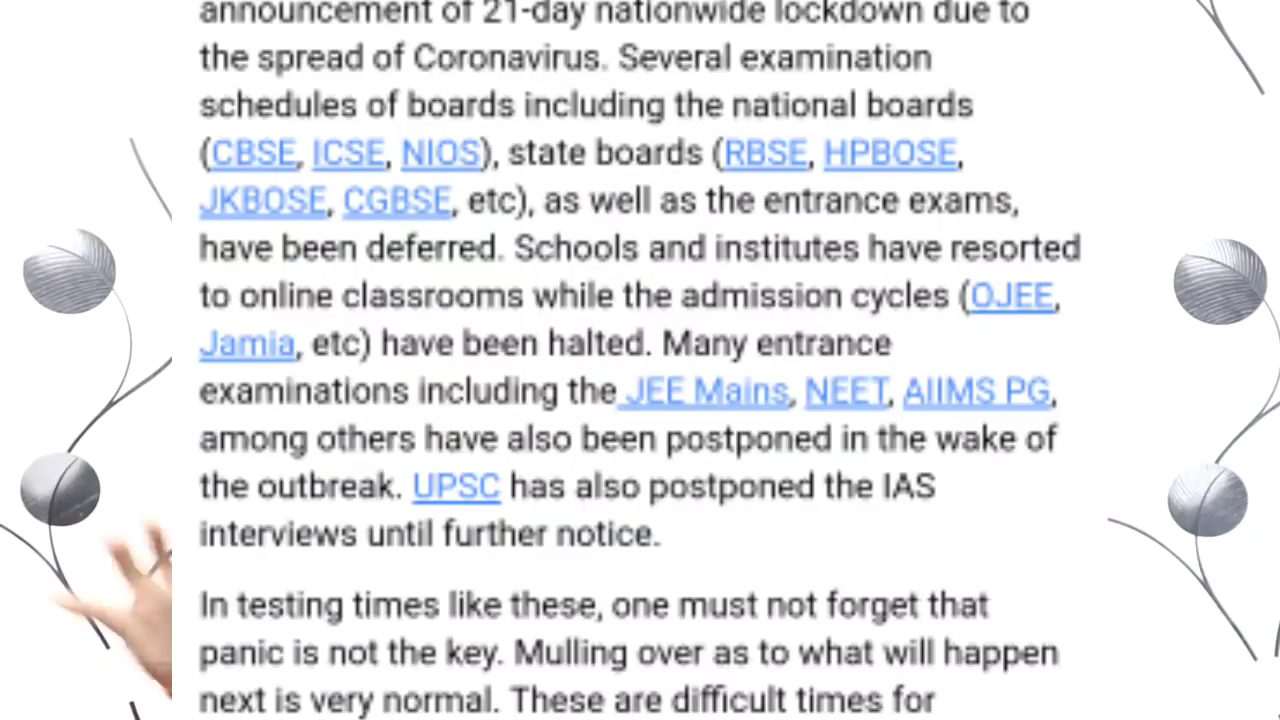 announcement of 21-day nationwide lockdown due to
the spread of Coronavirus. Several examination
schedules of boards including the national boards
(CBSE, ICSE, NIOS), state boards (RBSE, HPBOSE,
JKBOSE, CGBSE, etc), as well as the entrance exams,
have been deferred. Schools and institutes have resorted
to online classrooms while the admission cycles (OJEE,
Jamia, etc) have been halted. Many entrance
examinations including the JEE Mains, NEET, AIIMS PG,
among others have also been postponed in the wake of
the outbreak. UPSC has also postponed the IAS
interviews until further notice.
In testing times like these, one must not forget that
panic is not the key. Mulling over as to what will happen
next is very normal. These are difficult times for